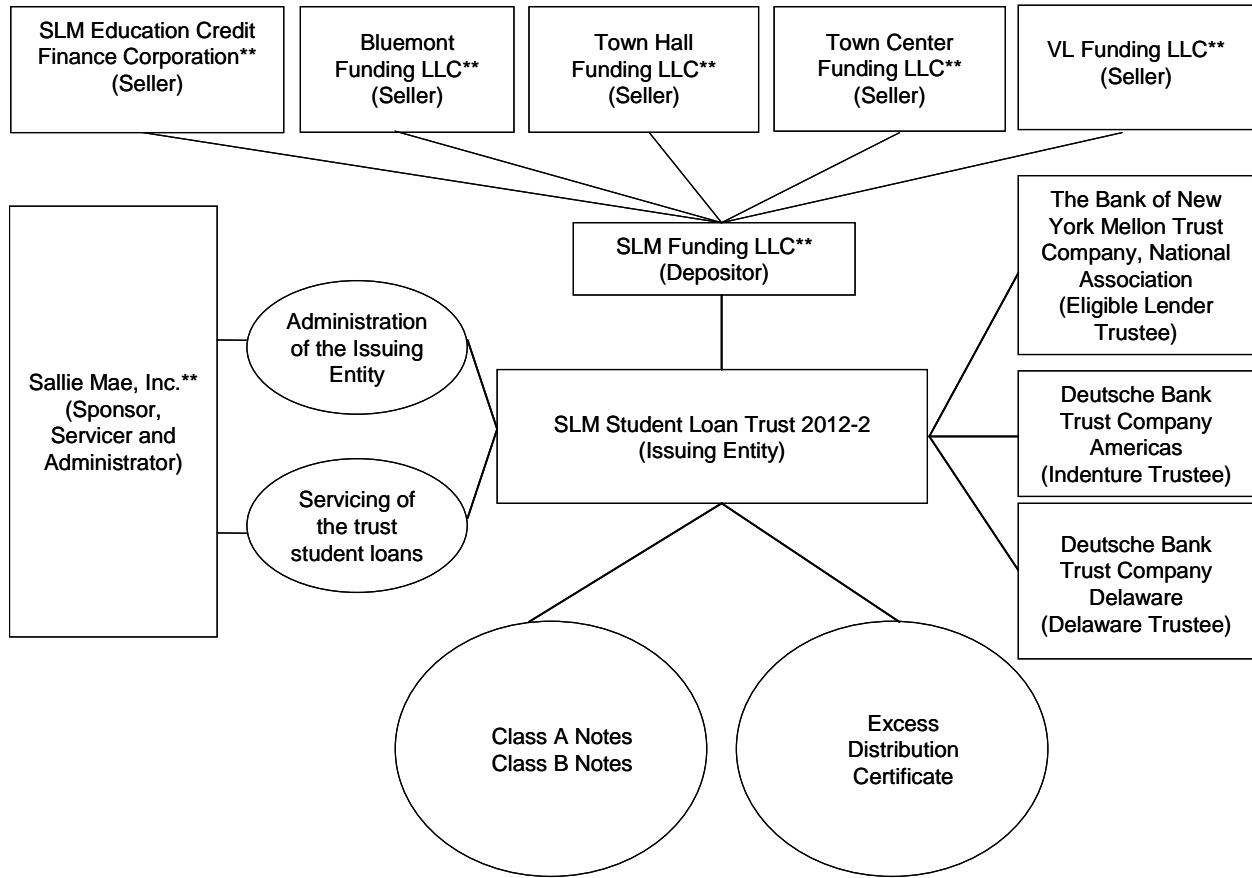 SLM Education Credit
Finance Corporation**
(Seller)
Bluemont
Funding LLC**
(Seller)
Town Hall
Funding LLC**
(Seller)
Town Center
Funding LLC**
(Seller)
VL Funding LLC**
(Seller)
SLM Funding LLC**
(Depositor)
Sallie Mae, Inc.**
(Sponsor,
Servicer and
Administrator)
Administration
of the Issuing
Entity
Servicing of
the trust
student loans
SLM Student Loan Trust 2012-2
(Issuing Entity)
The Bank of New
York Mellon Trust
Company, National
Association
(Eligible Lender
Trustee)
Deutsche Bank
Trust Company
Americas
(Indenture Trustee)
Deutsche Bank
Trust Company
Delaware
(Delaware Trustee)
Class A Notes
Class B Notes
Excess
Distribution
Certificate